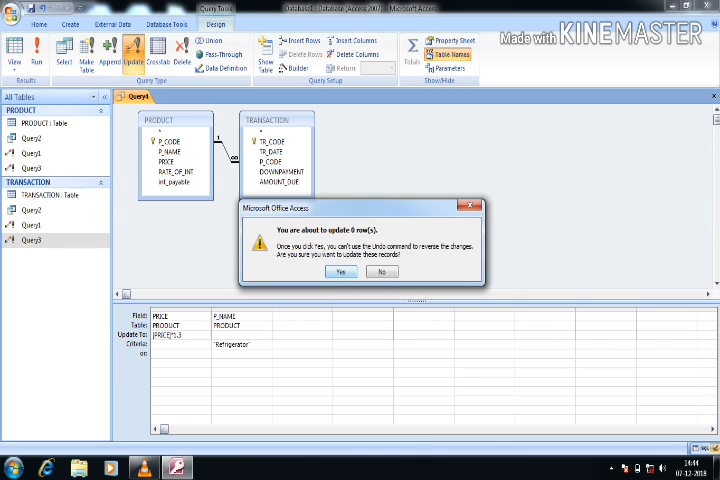 Query Tools
Database1 : Database (Access 2007) - Microsoft Access
Made with KINEMASTER
Home Create External Data Database Tools Design
View Run Select Make Table Append Update Crosstab Delete
Union
Pass-Through
Data Definition
Show Table
Insert Rows
Delete Rows
Builder
Insert Columns
Delete Columns
Return:
Totals
Property Sheet
Table Names
Parameters
Results Query Type Query Setup Show/Hide
All Tables
PRODUCT
PRODUCT : Table
Query2
Query1
Query3
TRANSACTION
TRANSACTION : Table
Query2
Query1
Query3
Query4
PRODUCT
*
P_CODE
P_NAME
PRICE
RATE_OF_INT
int_payable
1
∞
TRANSACTION
*
TR_CODE
TR_DATE
P_CODE
DOWNPAYMENT
AMOUNT_DUE
Microsoft Office Access
You are about to update 0 row(s).
Once you click Yes, you can't use the Undo command to reverse the changes.
Are you sure you want to update these records?
Yes No
Field: PRICE P_NAME
Table: PRODUCT PRODUCT
Update To: [PRICE]*1.3
Criteria: "Refrigerator"
or:
SQL
14:44
07-12-2018